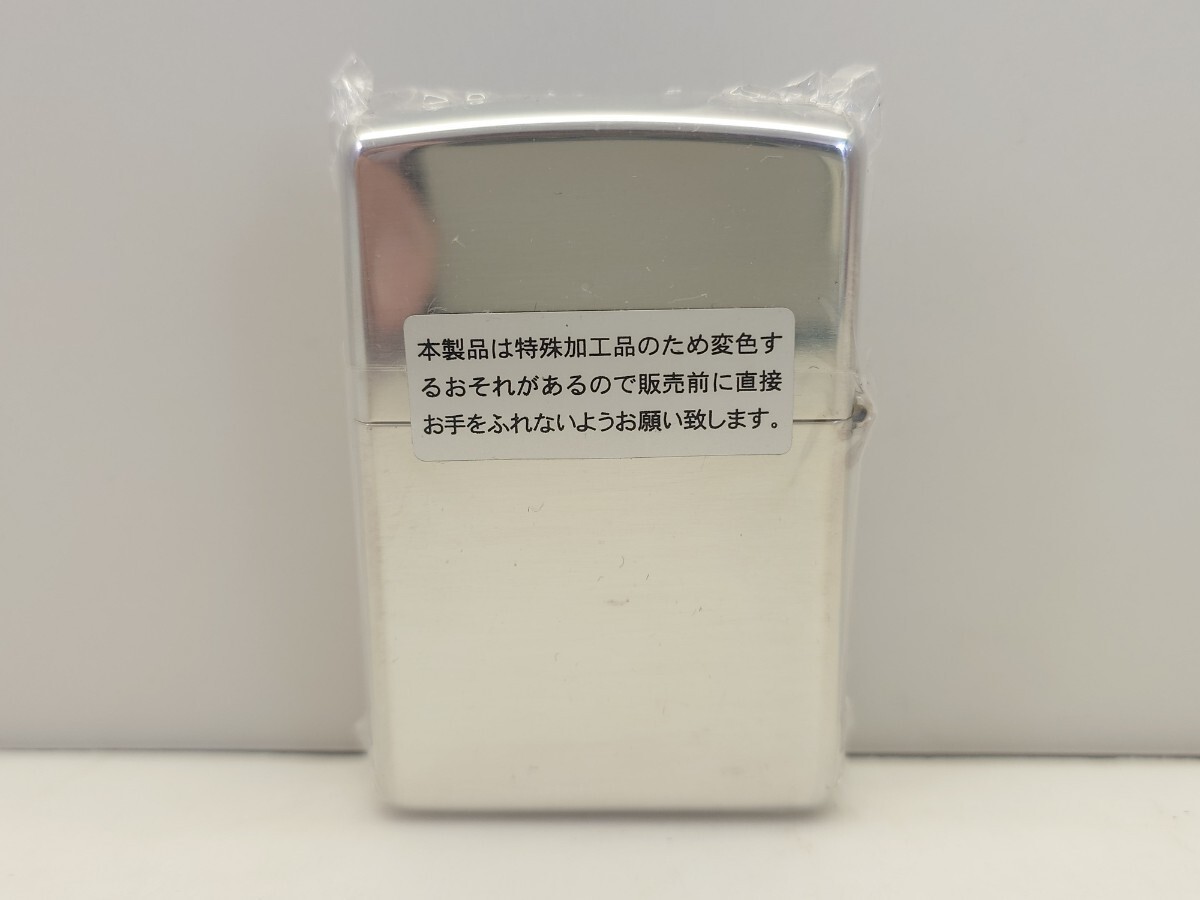 本製品は特殊加工品のため変色す
るおそれがあるので販売前に直接
お手をふれないようお願い致します。